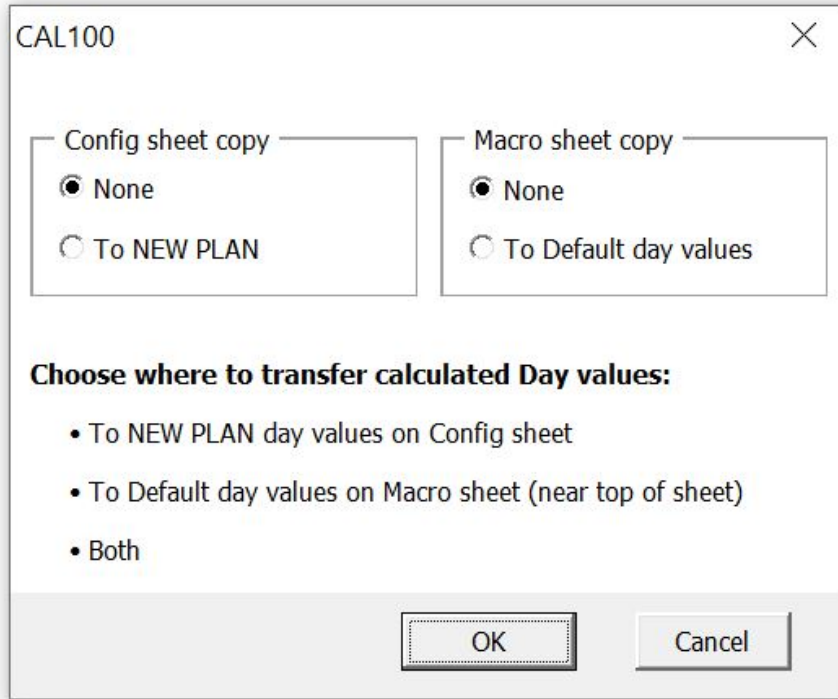 CAL100
Config sheet copy
None
To NEW PLAN
Macro sheet copy
None
To Default day values
Choose where to transfer calculated Day values:
• To NEW PLAN day values on Config sheet
• To Default day values on Macro sheet (near top of sheet)
• Both
OK
Cancel